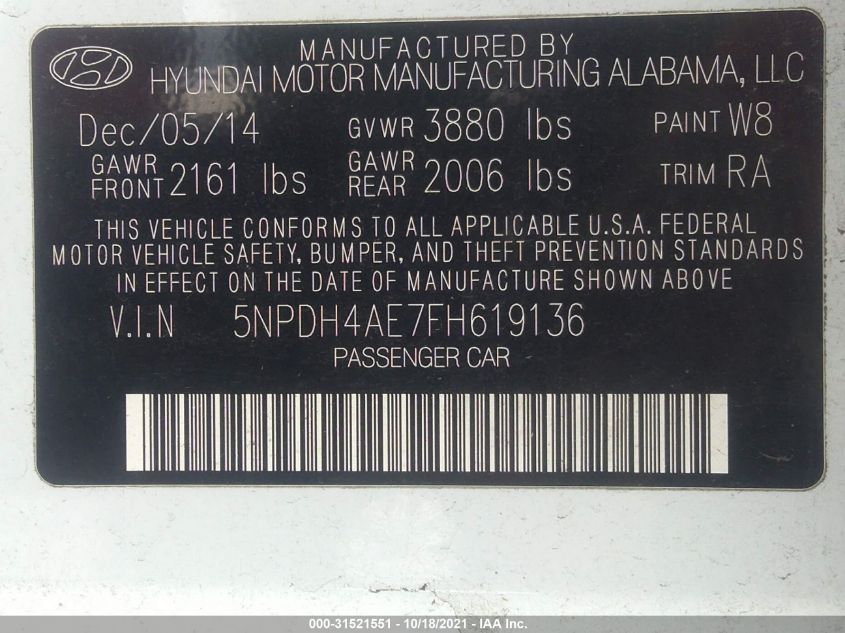 MANUFACTURED BY
HYUNDAI MOTOR MANUFACTURING ALABAMA, LLC
Dec/05/14 GVWR 3880 lbs PAINT W8
GAWR FRONT 2161 lbs GAWR REAR 2006 lbs TRIM RA
THIS VEHICLE CONFORMS TO ALL APPLICABLE U.S.A. FEDERAL
MOTOR VEHICLE SAFETY, BUMPER, AND THEFT PREVENTION STANDARDS
IN EFFECT ON THE DATE OF MANUFACTURE SHOWN ABOVE
V.I.N 5NPDH4AE7FH619136
PASSENGER CAR
000-31521551 - 10/18/2021 - IAA Inc.